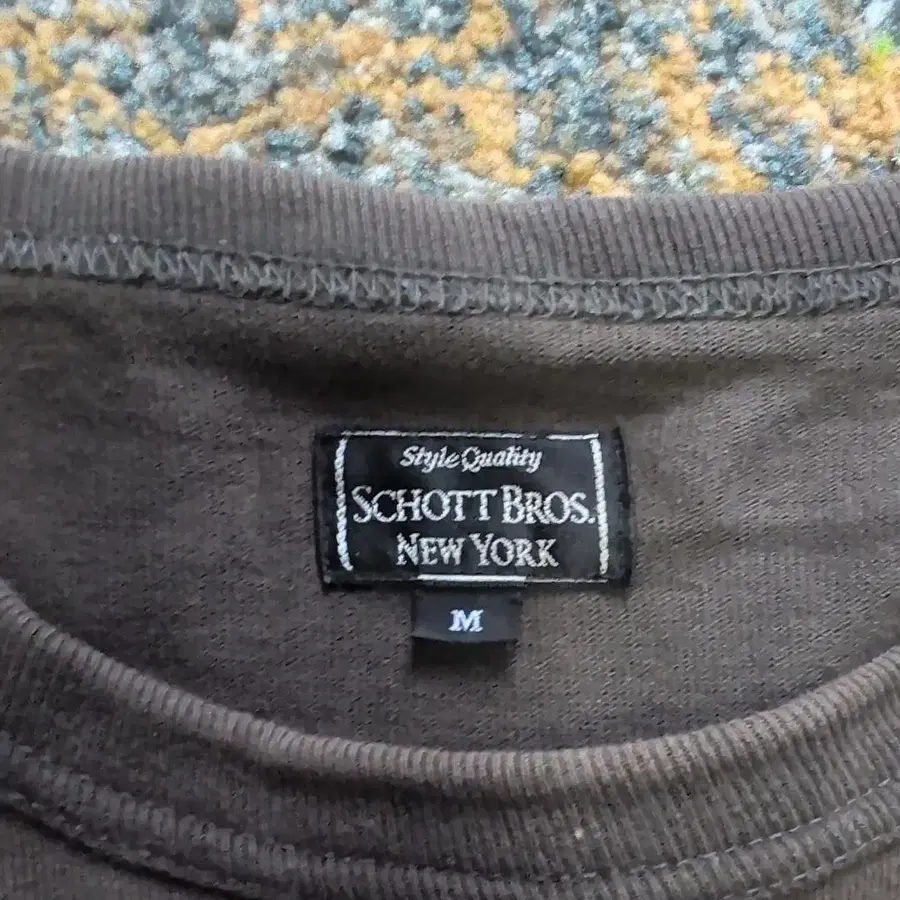 Style Quality
SCHOTT BROS.
NEW YORK
M